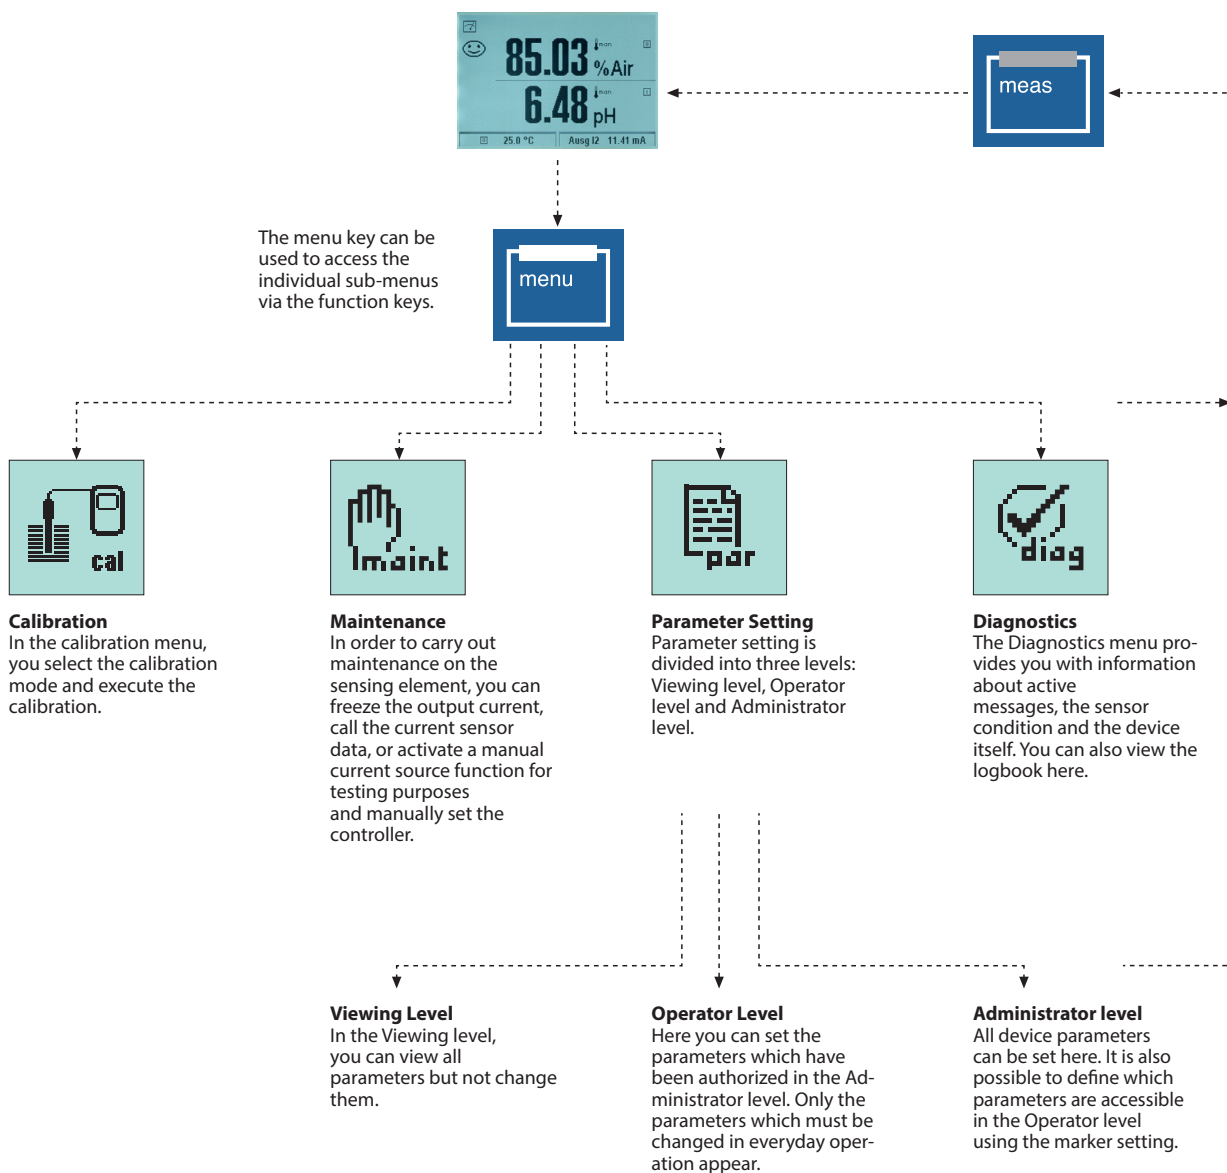 85.03 %Air
man
6.48 pH
man
25.0 °C
Ausg I2 11.41 mA
meas
The menu key can be
used to access the
individual sub-menus
via the function keys.
menu
cal
maint
par
diag
Calibration
In the calibration menu,
you select the calibration
mode and execute the
calibration.
Maintenance
In order to carry out
maintenance on the
sensing element, you can
freeze the output current,
call the current sensor
data, or activate a manual
current source function for
testing purposes
and manually set the
controller.
Parameter Setting
Parameter setting is
divided into three levels:
Viewing level, Operator
level and Administrator
level.
Diagnostics
The Diagnostics menu pro-
vides you with information
about active
messages, the sensor
condition and the device
itself. You can also view the
logbook here.
Viewing Level
In the Viewing level,
you can view all
parameters but not change
them.
Operator Level
Here you can set the
parameters which have
been authorized in the Ad-
ministrator level. Only the
parameters which must be
changed in everyday oper-
ation appear.
Administrator level
All device parameters
can be set here. It is also
possible to define which
parameters are accessible
in the Operator level
using the marker setting.